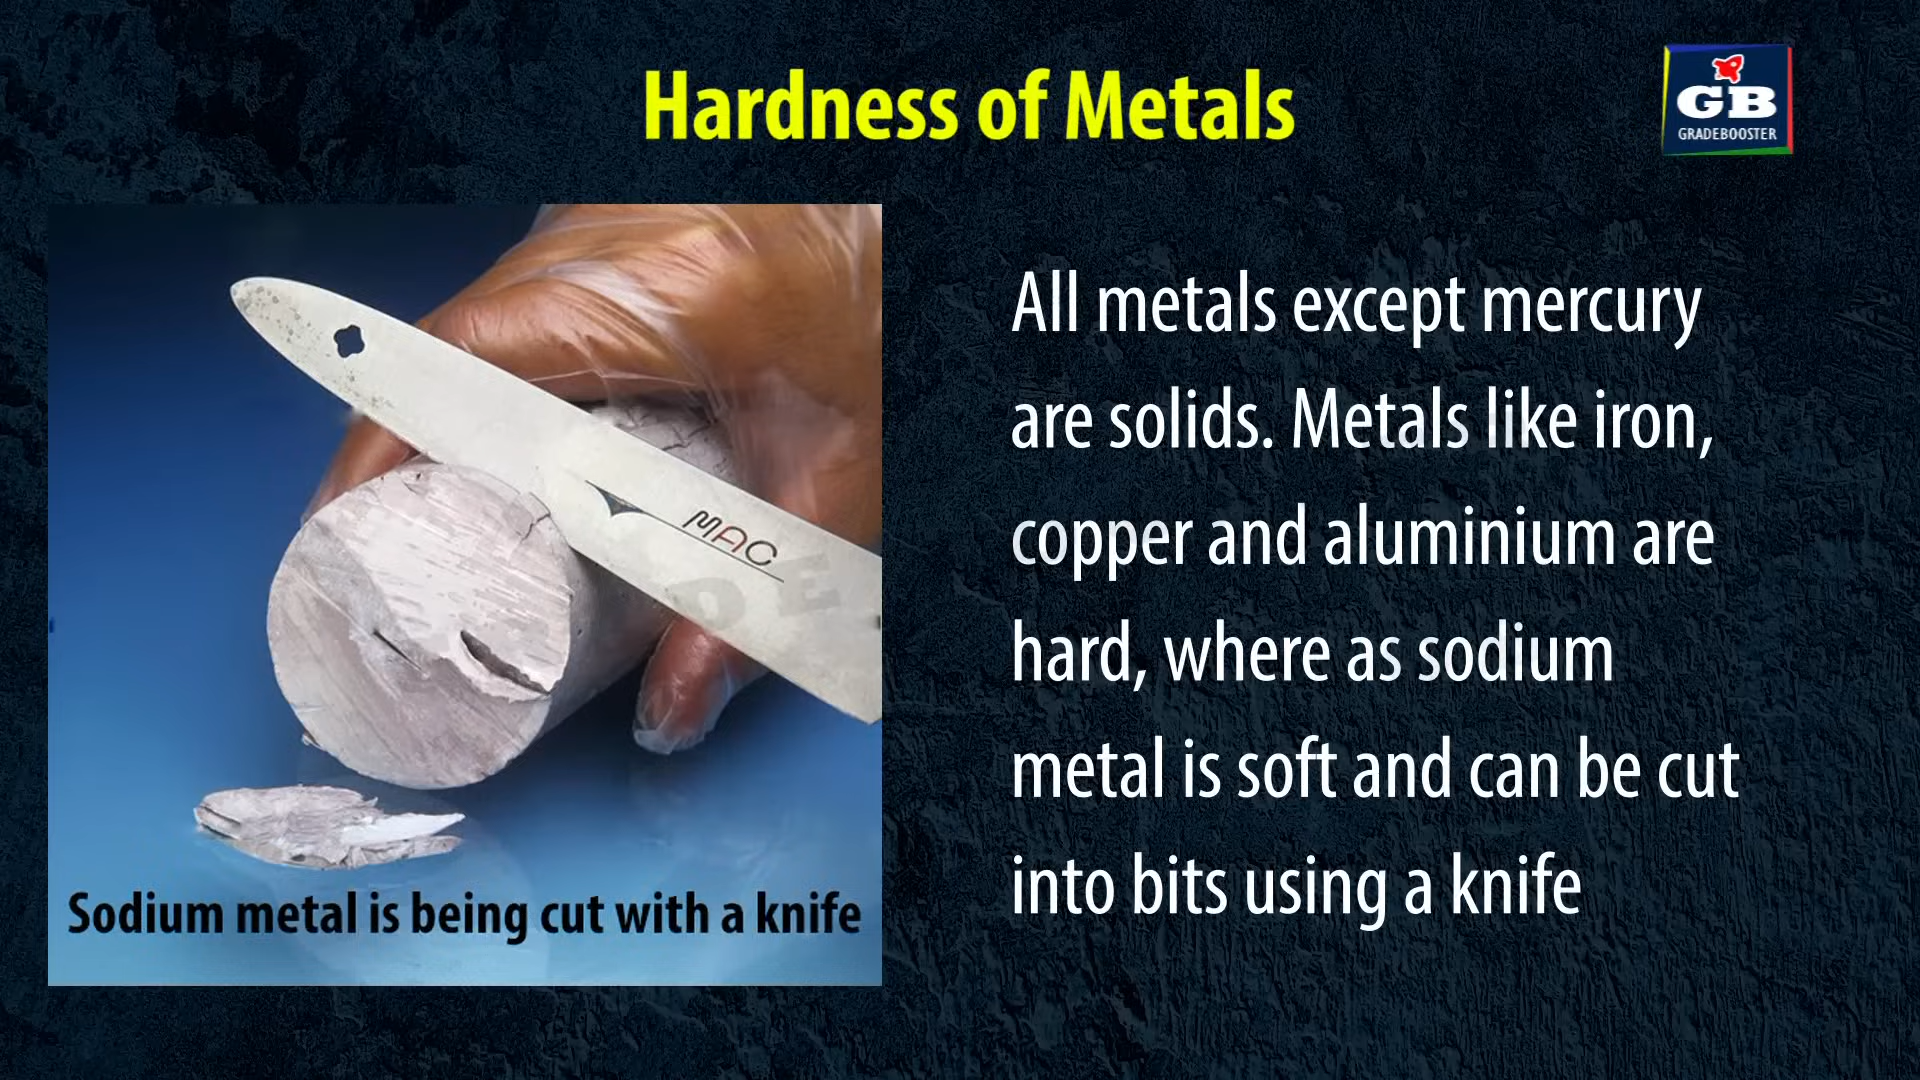 Hardness of Metals
GB
GRADEBOOSTER
MAC
Sodium metal is being cut with a knife
All metals except mercury
are solids. Metals like iron,
copper and aluminium are
hard, where as sodium
metal is soft and can be cut
into bits using a knife